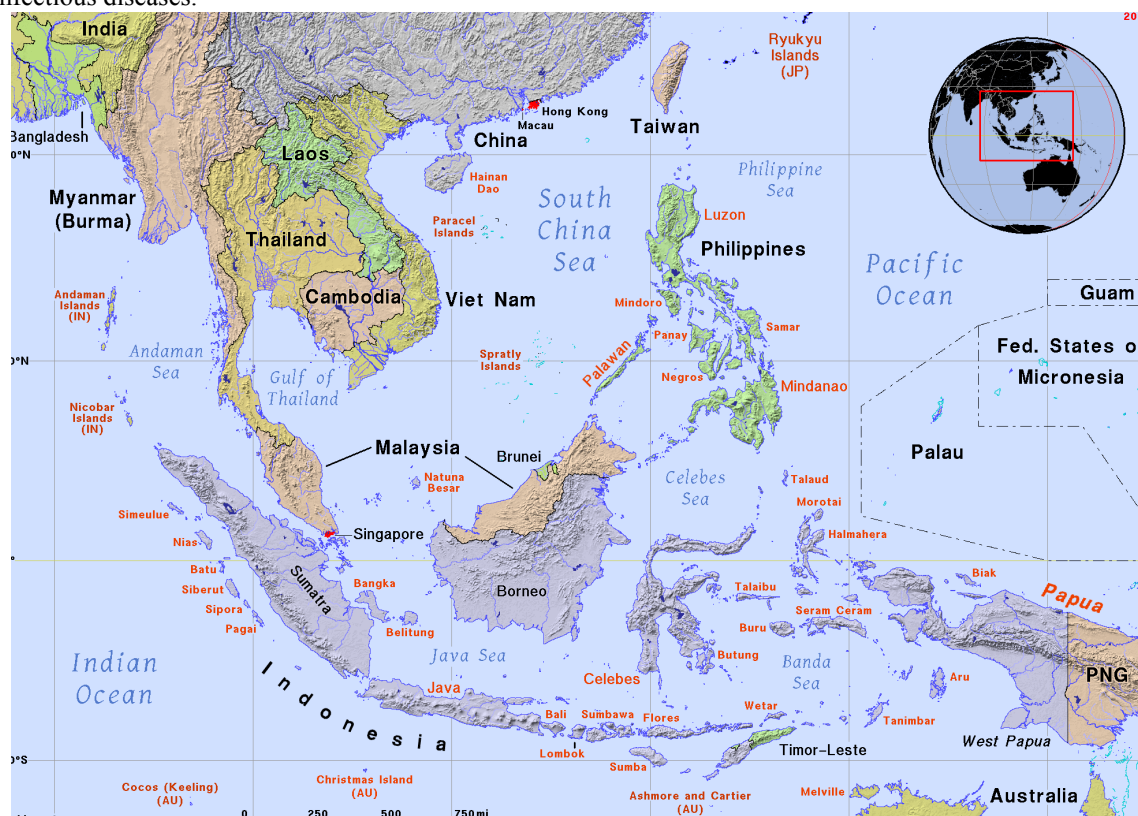 nfectious diseases.
India
Ryukyu
Islands
(JP)
20
Bangladesh
Hong Kong
Macau
China
Taiwan
Laos
0°N
Hainan
Dao
Philippine
Sea
Myanmar
(Burma)
South
China
Sea
Paracel
Islands
Luzon
Thailand
Philippines
Pacific
Ocean
Andaman
Islands
(IN)
Cambodia
Viet Nam
Mindoro
Guam
Samar
Panay
Andaman
Sea
Spratly
Islands
Palawan
Fed. States o
Micronesia
0°N
Gulf of
Thailand
Negros
Mindanao
Nicobar
Islands
(IN)
Malaysia
Brunei
Palau
Natuna
Besar
Celebes
Sea
Talaud
Morotai
Simeulue
Singapore
Halmahera
Nias
Batu
Siberut
Sipora
Pagai
Sumatra
Bangka
Belitung
Borneo
Talaibu
Biak
Papua
Seram Ceram
Buru
Butung
Indian
Ocean
Java Sea
Celebes
Banda
Sea
Aru
PNG
Indonesia
Java
Bali
Sumbawa
Flores
Wetar
Tanimbar
Lombok
Sumba
Timor-Leste
West Papua
0°S
Cocos (Keeling)
(AU)
Christmas Island
(AU)
Ashmore and Cartier
(AU)
Melville
Australia
0 250 500 750mi